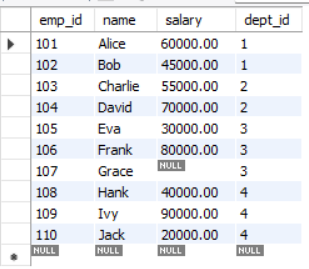 emp_id name salary dept_id
101 Alice 60000.00 1
102 Bob 45000.00 1
103 Charlie 55000.00 2
104 David 70000.00 2
105 Eva 30000.00 3
106 Frank 80000.00 3
107 Grace NULL 3
108 Hank 40000.00 4
109 Ivy 90000.00 4
110 Jack 20000.00 4
NULL NULL NULL NULL